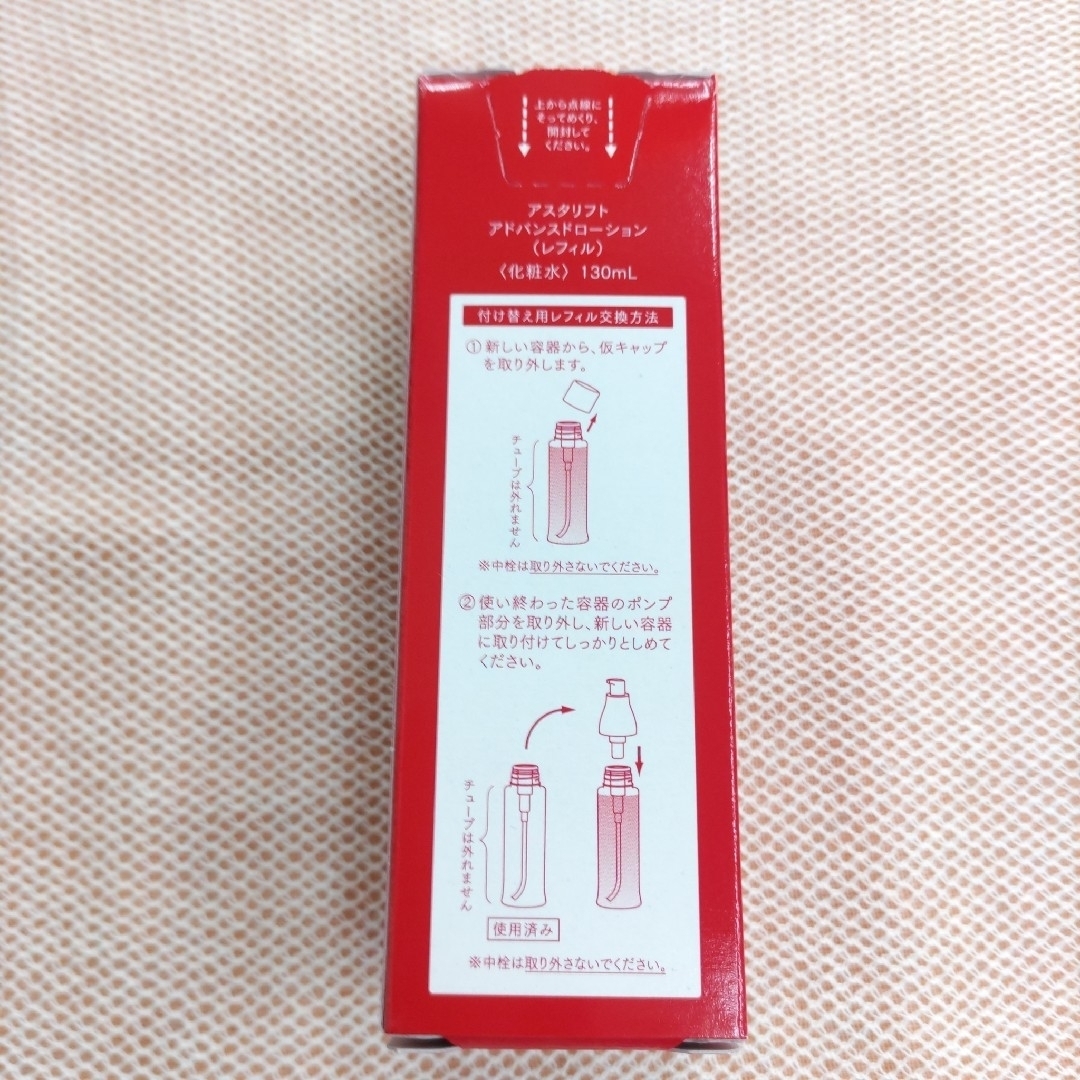 上から点線に
そってめくり、
開封して
ください。
アスタリフト
アドバンスドローション
（レフィル）
〈化粧水〉 130mL
付け替え用レフィル交換方法
①新しい容器から、仮キャップ
を取り外します。
チューブは外れません
※中栓は取り外さないでください。
②使い終わった容器のポンプ
部分を取り外し、新しい容器
に取り付けてしっかりとしめて
ください。
チューブは外れません
使用済み
※中栓は取り外さないでください。